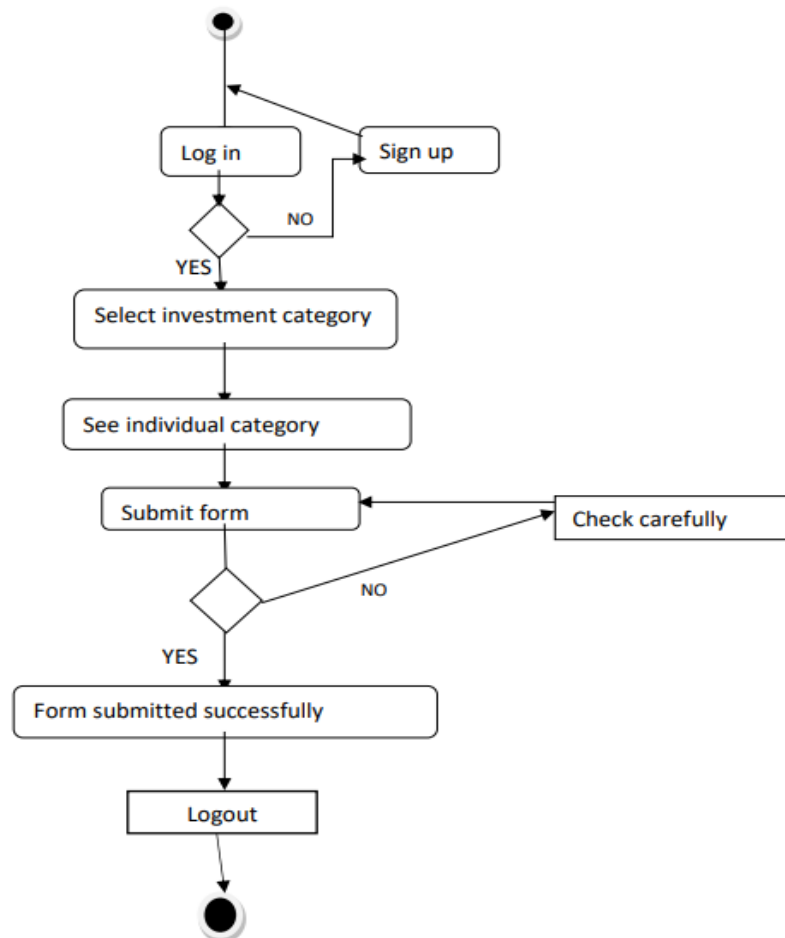 Log in
Sign up
NO
YES
Select investment category
See individual category
Submit form
Check carefully
NO
YES
Form submitted successfully
Logout